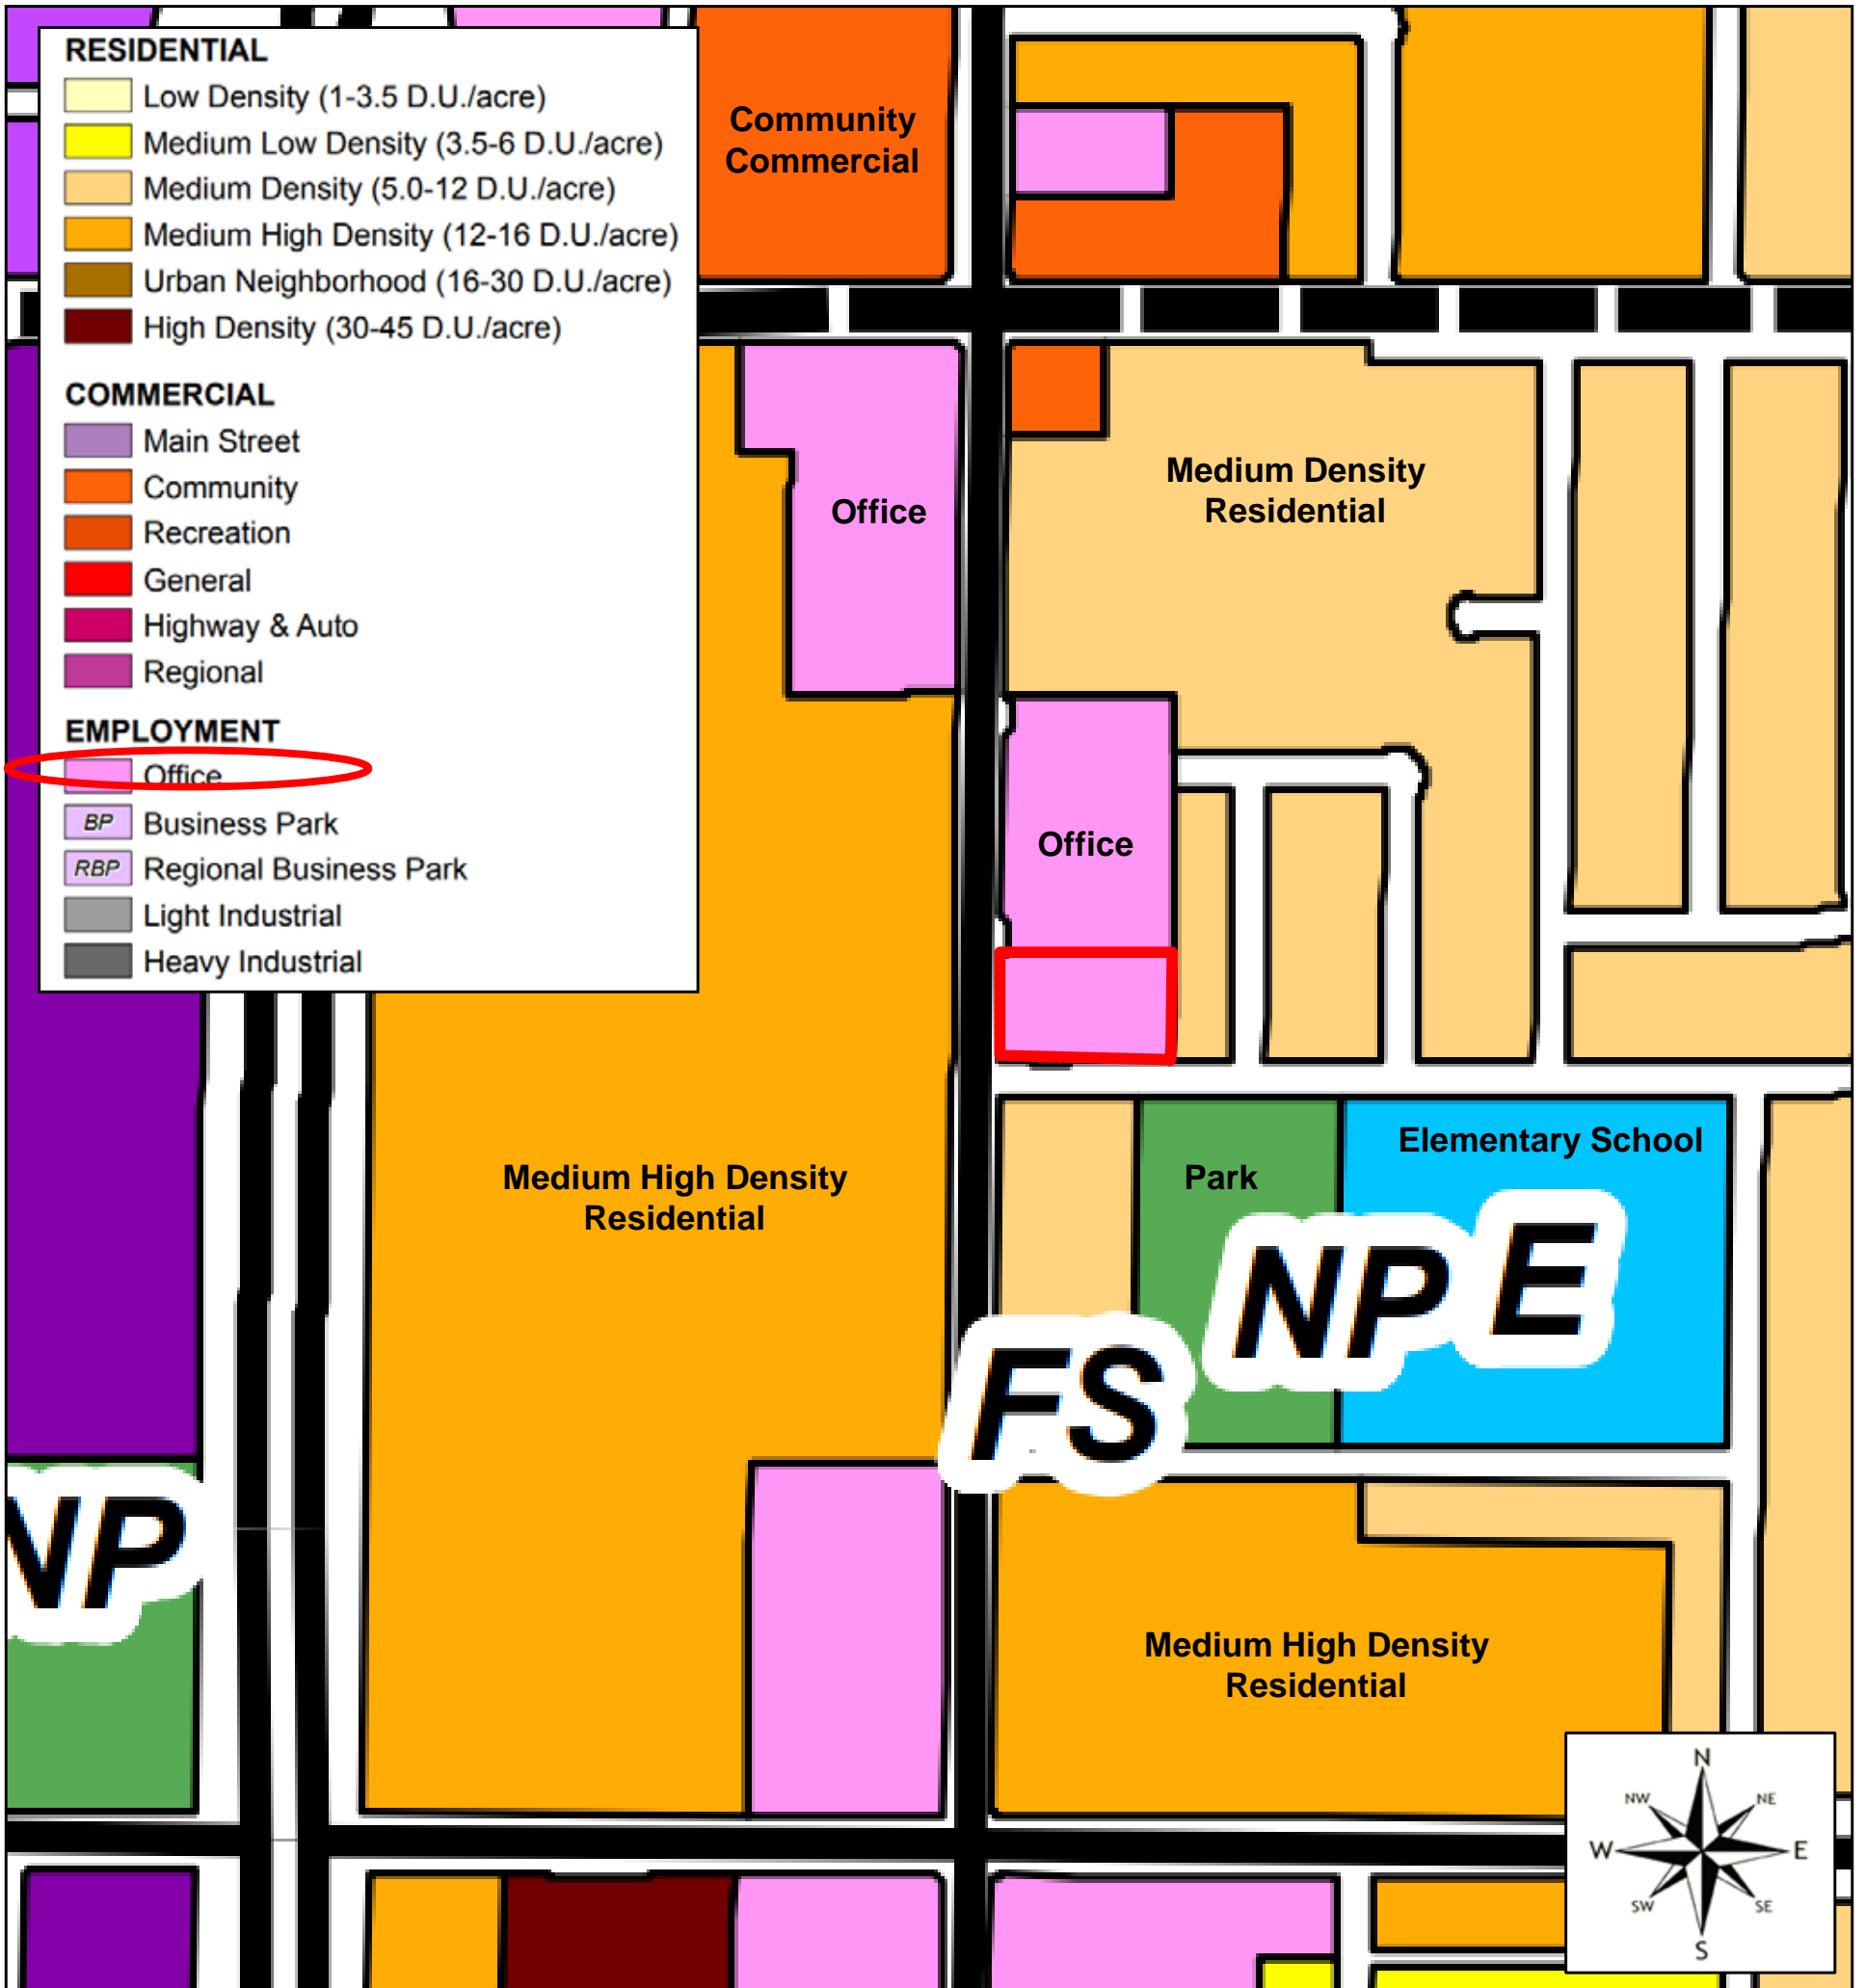 RESIDENTIAL
Low Density (1-3.5 D.U./acre)
Medium Low Density (3.5-6 D.U./acre)
Medium Density (5.0-12 D.U./acre)
Medium High Density (12-16 D.U./acre)
Urban Neighborhood (16-30 D.U./acre)
High Density (30-45 D.U./acre)
COMMERCIAL
Main Street
Community
Recreation
General
Highway & Auto
Regional
EMPLOYMENT
Office
BP Business Park
RBP Regional Business Park
Light Industrial
Heavy Industrial
Community
Commercial
Office
Medium Density
Residential
Office
Medium High Density
Residential
Park
Elementary School
NP
E
FS
NP
Medium High Density
Residential
N
NW
NE
W
E
SW
SE
S